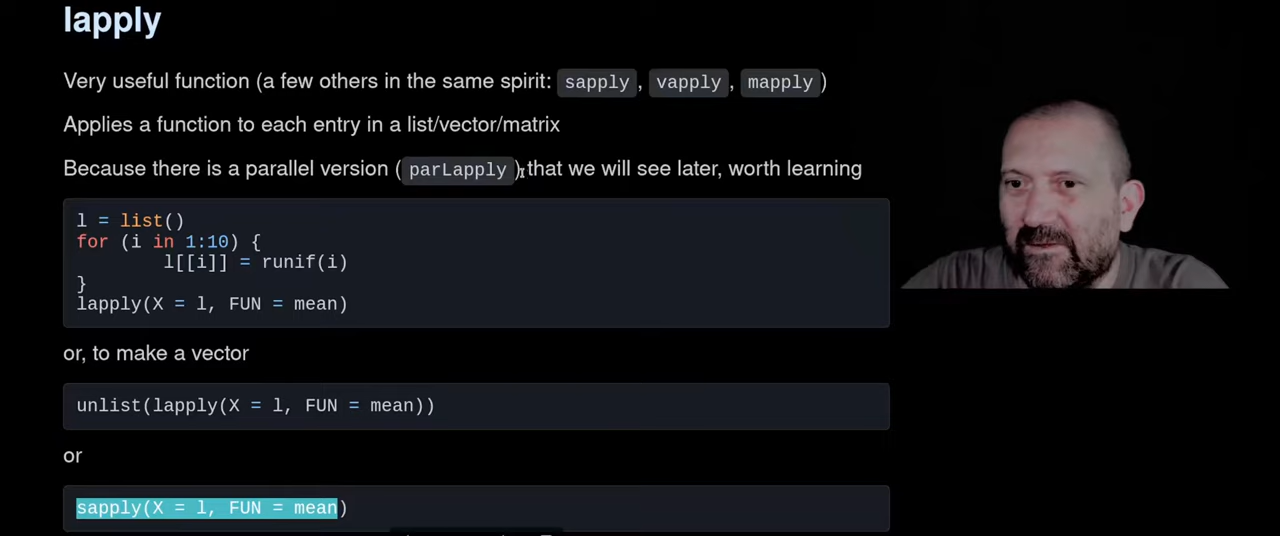 lapply
Very useful function (a few others in the same spirit: sapply, vapply, mapply)
Applies a function to each entry in a list/vector/matrix
Because there is a parallel version (parLapply) that we will see later, worth learning
l = list()
for (i in 1:10) {
        l[[i]] = runif(i)
}
lapply(X = l, FUN = mean)
or, to make a vector
unlist(lapply(X = l, FUN = mean))
or
sapply(X = l, FUN = mean)